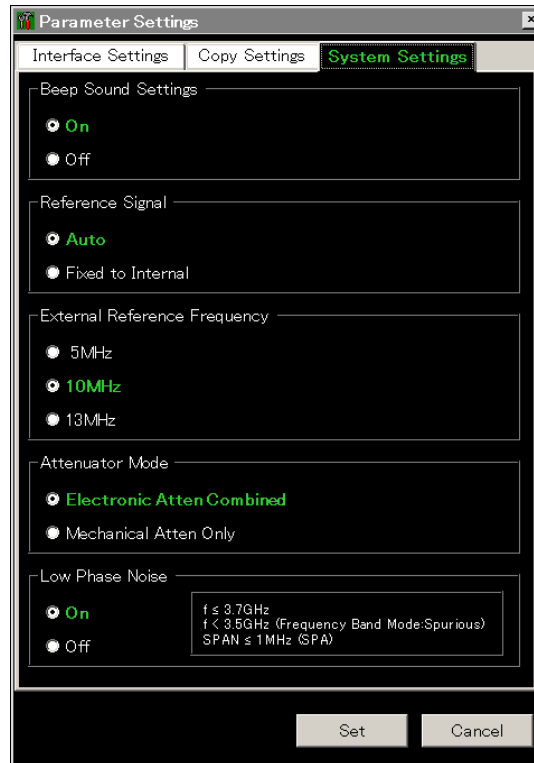 Parameter Settings
Interface Settings Copy Settings System Settings
Beep Sound Settings
On
Off
Reference Signal
Auto
Fixed to Internal
External Reference Frequency
5MHz
10MHz
13MHz
Attenuator Mode
Electronic Atten Combined
Mechanical Atten Only
Low Phase Noise
On
Off
f ≤ 3.7GHz
f < 3.5GHz (Frequency Band Mode:Spurious)
SPAN ≤ 1MHz (SPA)
Set Cancel